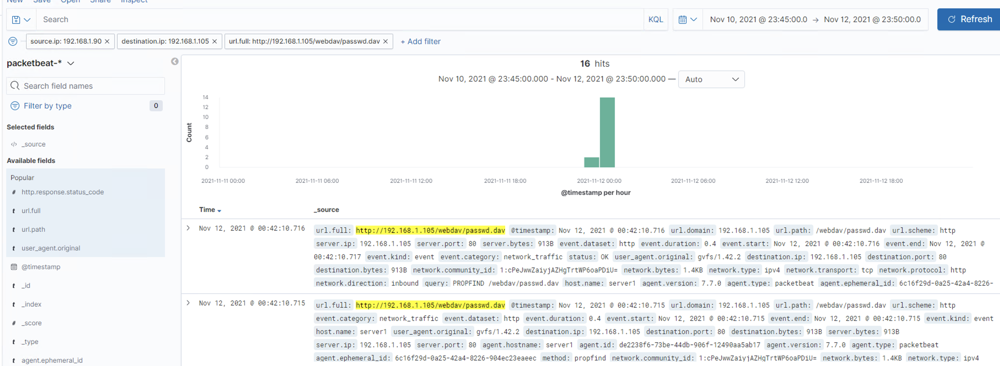 New Save Open Share Inspect
Search KQL Nov 10, 2021 @ 23:45:00.0 → Nov 12, 2021 @ 23:50:00.0 Refresh
source.ip: 192.168.1.90 × destination.ip: 192.168.1.105 × url.full: http://192.168.1.105/webdav/passwd.dav × + Add filter
packetbeat-*
Search field names
Filter by type 0
Selected fields
</> _source
Available fields
Popular
# http.response.status_code
t url.full
t url.path
t user_agent.original
@timestamp
t _id
t _index
# _score
t _type
t agent.ephemeral_id
16 hits
Nov 10, 2021 @ 23:45:00.000 - Nov 12, 2021 @ 23:50:00.000 — Auto
Count
14
12
10
8
6
4
2
0
2021-11-11 00:00 2021-11-11 06:00 2021-11-11 12:00 2021-11-11 18:00 2021-11-12 00:00 2021-11-12 06:00 2021-11-12 12:00 2021-11-12 18:00
@timestamp per hour
Time _source
Nov 12, 2021 @ 00:42:10.716 url.full: http://192.168.1.105/webdav/passwd.dav @timestamp: Nov 12, 2021 @ 00:42:10.716 url.domain: 192.168.1.105 url.path: /webdav/passwd.dav url.scheme: http
server.ip: 192.168.1.105 server.port: 80 server.bytes: 913B event.dataset: http event.duration: 0.4 event.start: Nov 12, 2021 @ 00:42:10.716 event.end: Nov 12, 2021 @
00:42:10.717 event.kind: event event.category: network_traffic status: OK user_agent.original: gvfs/1.42.2 destination.ip: 192.168.1.105 destination.port: 80
destination.bytes: 913B network.community_id: 1:cPeJwwZaiyjAZHgTrtWP6oaPDiU= network.bytes: 1.4KB network.type: ipv4 network.transport: tcp network.protocol: http
network.direction: inbound query: PROPFIND /webdav/passwd.dav host.name: server1 agent.version: 7.7.0 agent.type: packetbeat agent.ephemeral_id: 6c16f29d-0a25-42a4-8226-
Nov 12, 2021 @ 00:42:10.715 url.full: http://192.168.1.105/webdav/passwd.dav @timestamp: Nov 12, 2021 @ 00:42:10.715 url.domain: 192.168.1.105 url.path: /webdav/passwd.dav url.scheme: http
event.category: network_traffic event.dataset: http event.duration: 0.4 event.start: Nov 12, 2021 @ 00:42:10.715 event.end: Nov 12, 2021 @ 00:42:10.715 event.kind: event
host.name: server1 user_agent.original: gvfs/1.42.2 destination.ip: 192.168.1.105 destination.port: 80 destination.bytes: 913B server.bytes: 913B
server.ip: 192.168.1.105 server.port: 80 agent.hostname: server1 agent.id: de2238f6-73be-44db-906f-12490aa5ab17 agent.version: 7.7.0 agent.type: packetbeat
agent.ephemeral_id: 6c16f29d-0a25-42a4-8226-904ec23eaeec method: propfind network.community_id: 1:cPeJwwZaiyjAZHgTrtWP6oaPDiU= network.bytes: 1.4KB network.type: ipv4